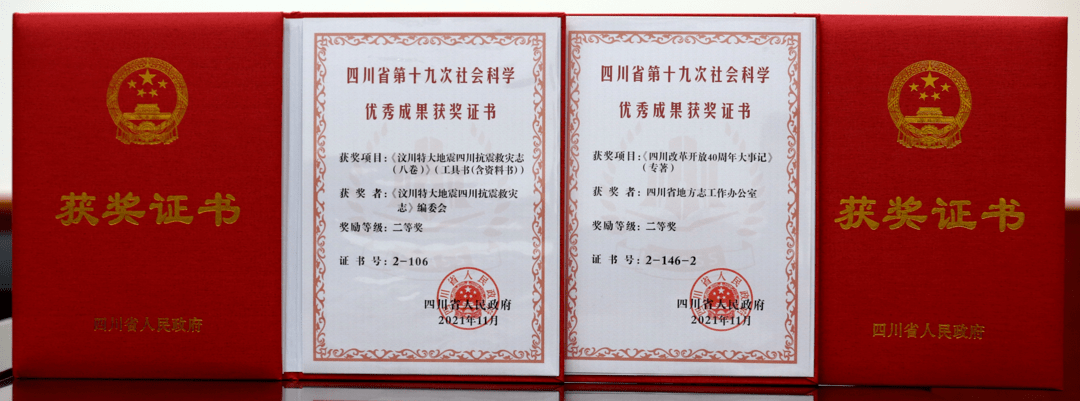 获奖证书
四川省人民政府
四川省第十九次社会科学
优秀成果获奖证书
获奖项目：《汶川特大地震四川抗震救灾志
（八卷）》（工具书（含资料书））
获 奖 者：《汶川特大地震四川抗震救灾
志》编委会
奖励等级：二等奖
证 书 号：2-106
四川省人民政府
2021年11月
四川省第十九次社会科学
优秀成果获奖证书
获奖项目：《四川改革开放40周年大事记》
（专著）
获 奖 者：四川省地方志工作办公室
奖励等级：二等奖
证 书 号：2-146-2
四川省人民政府
2021年11月
获奖证书
四川省人民政府